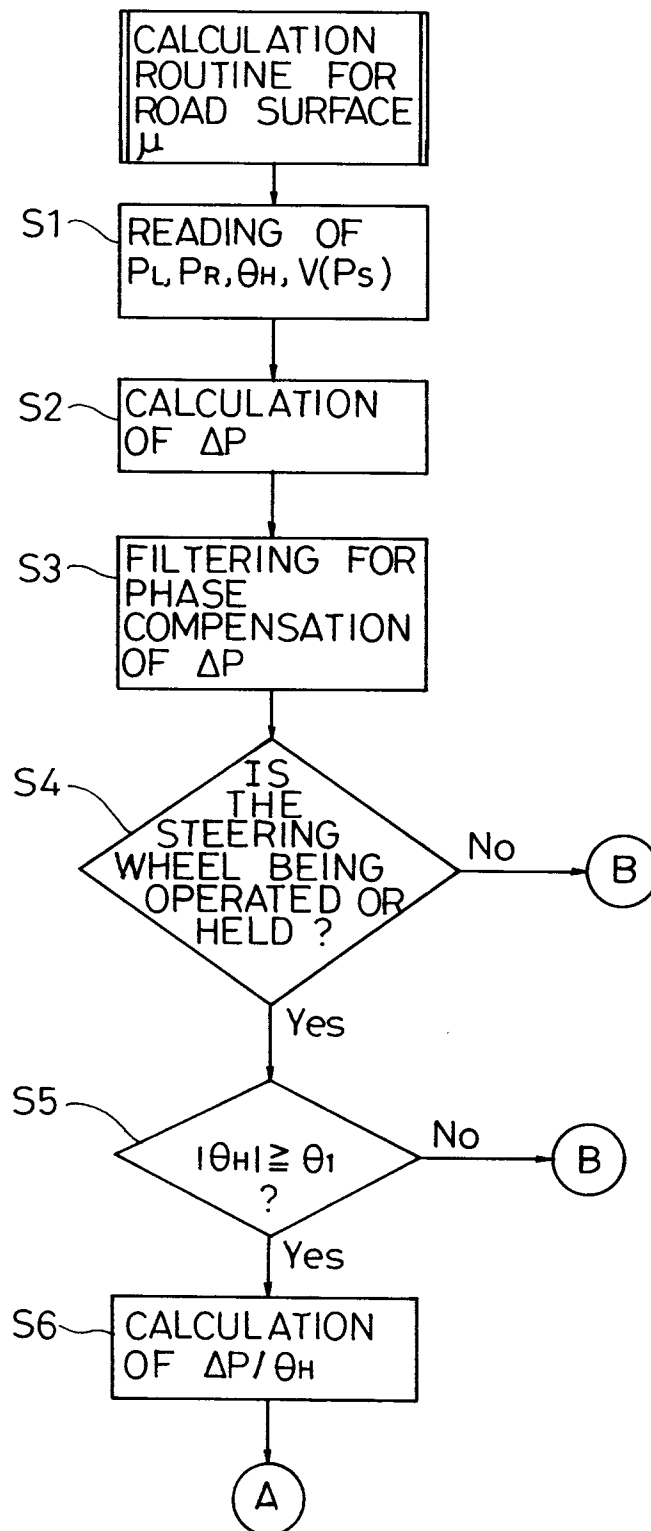 CALCULATION
ROUTINE FOR
ROAD SURFACE
μ
S1
READING OF
PL, PR, θH, V(PS)
S2
CALCULATION
OF ΔP
S3
FILTERING FOR
PHASE
COMPENSATION
OF ΔP
S4
IS
THE
STEERING
WHEEL BEING
OPERATED OR
HELD ?
No
B
Yes
S5
|θH| ≧ θ1
?
No
B
Yes
S6
CALCULATION
OF ΔP/θH
A